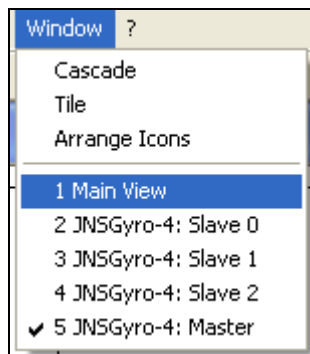 Window ?
Cascade
Tile
Arrange Icons
1 Main View
2 JNSGyro-4: Slave 0
3 JNSGyro-4: Slave 1
4 JNSGyro-4: Slave 2
5 JNSGyro-4: Master